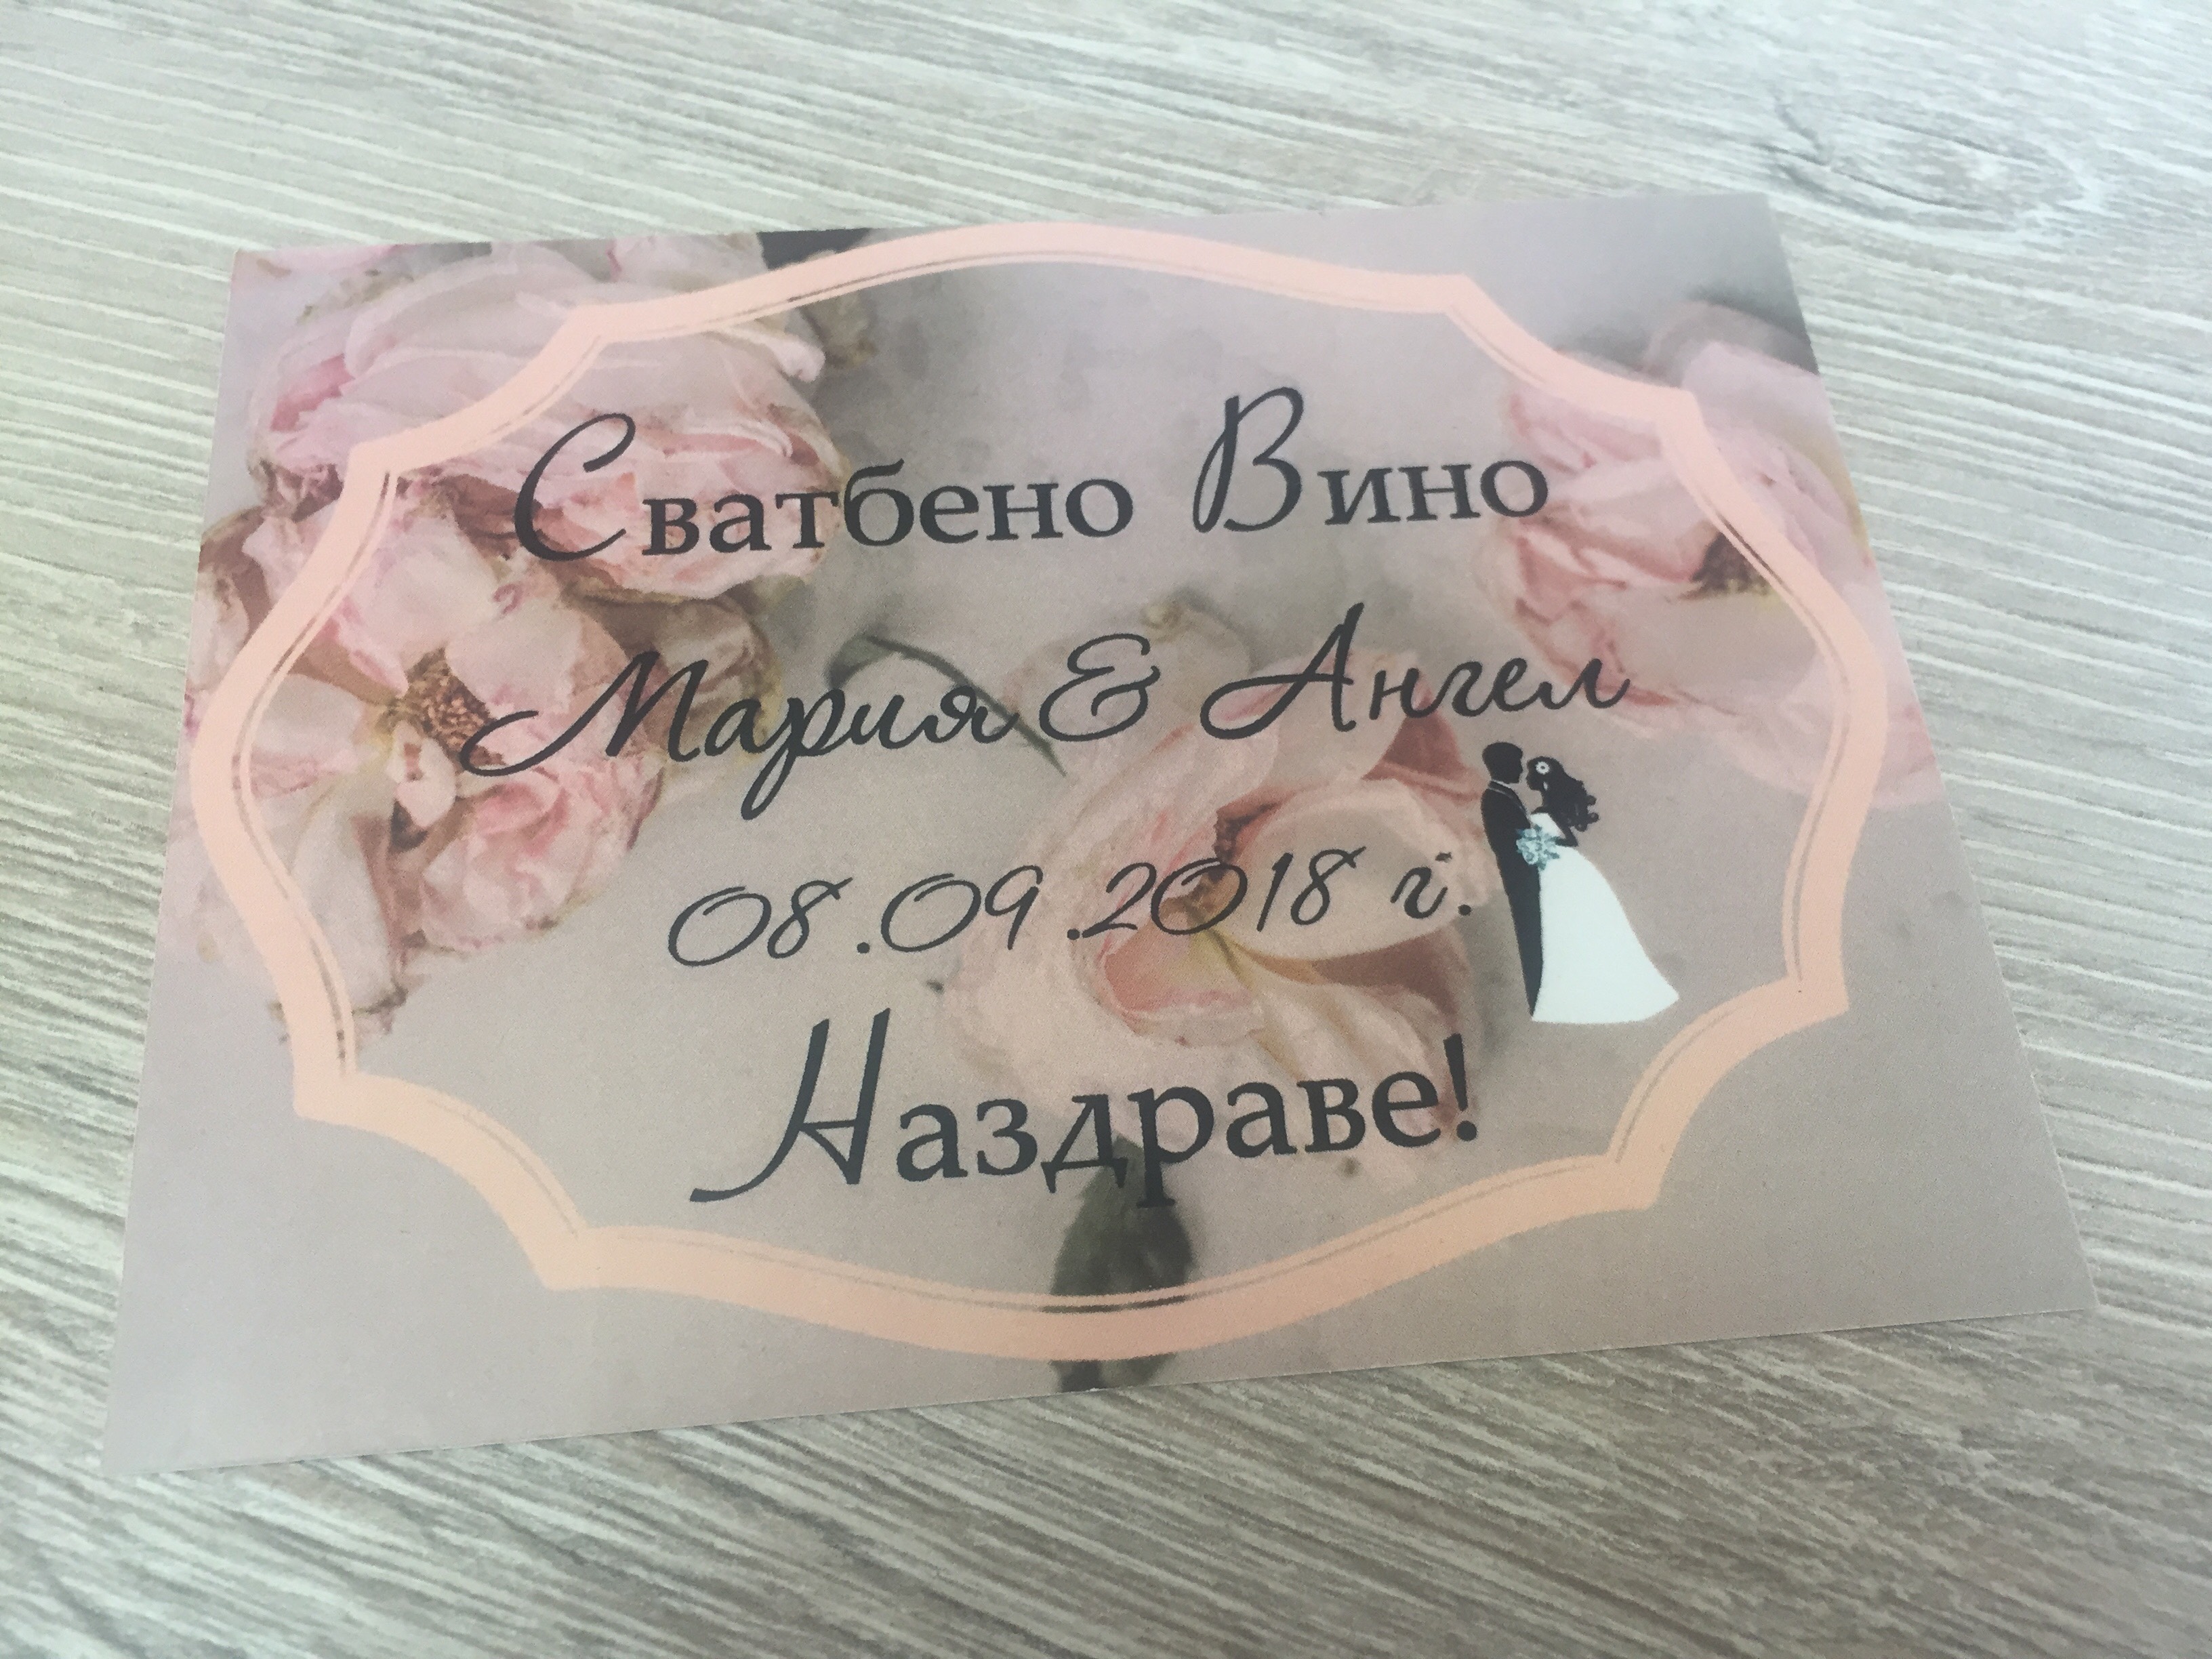 Сватбено Вино
Мария & Ангел
08.09.2018 г.
Наздраве!